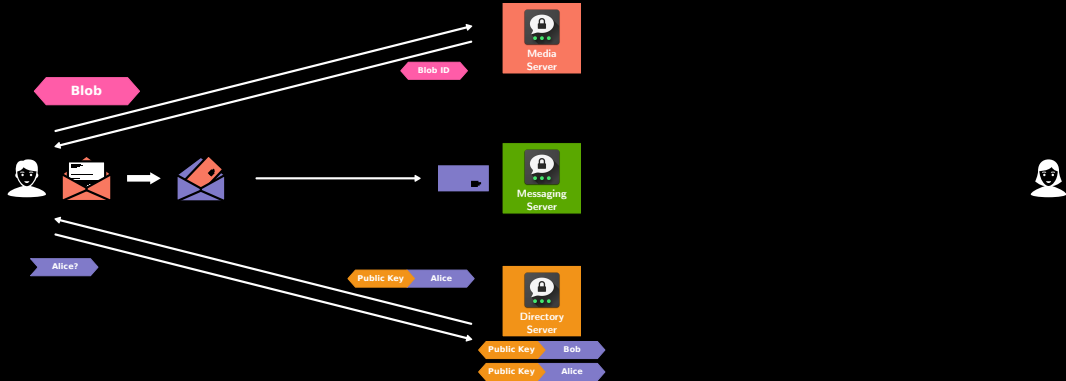 Media
Server
Blob ID
Blob
Messaging
Server
Alice?
Public Key Alice
Directory
Server
Public Key Bob
Public Key Alice